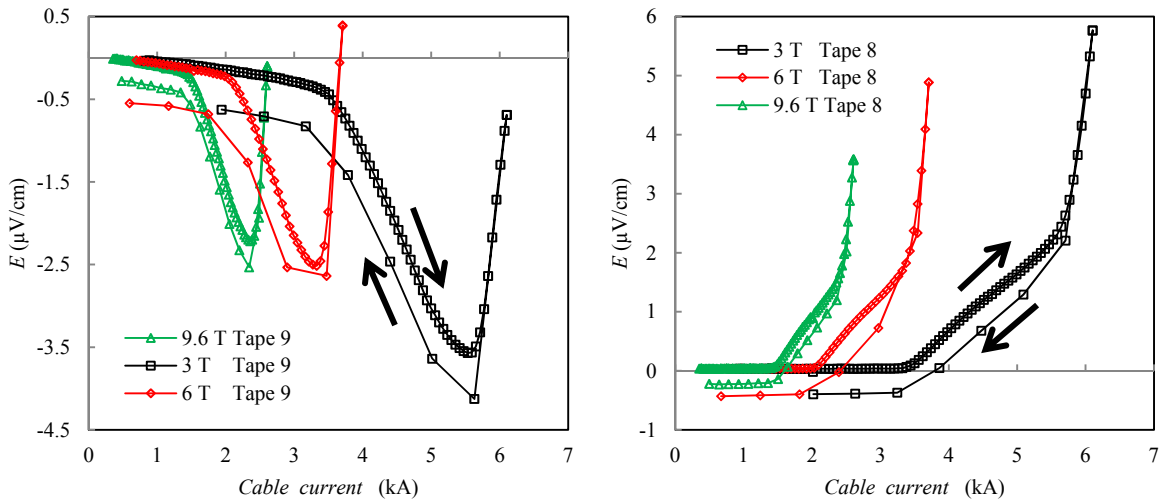 0.5
-0.5
-1.5
-2.5
-3.5
-4.5
E (µV/cm)
9.6 T Tape 9
3 T Tape 9
6 T Tape 9
0 1 2 3 4 5 6 7
Cable current (kA)
6
5
4
3
2
1
0
-1
E (µV/cm)
3 T Tape 8
6 T Tape 8
9.6 T Tape 8
0 1 2 3 4 5 6 7
Cable current (kA)